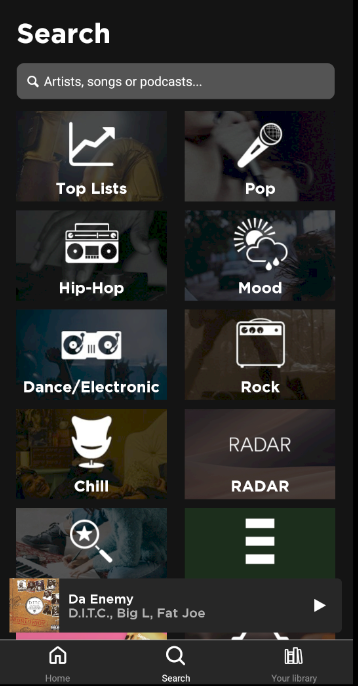 Search
Artists, songs or podcasts...
Top Lists
Pop
Hip-Hop
Mood
Dance/Electronic
Rock
Chill
RADAR
RADAR
Da Enemy
D.I.T.C., Big L, Fat Joe
Home
Search
Your library